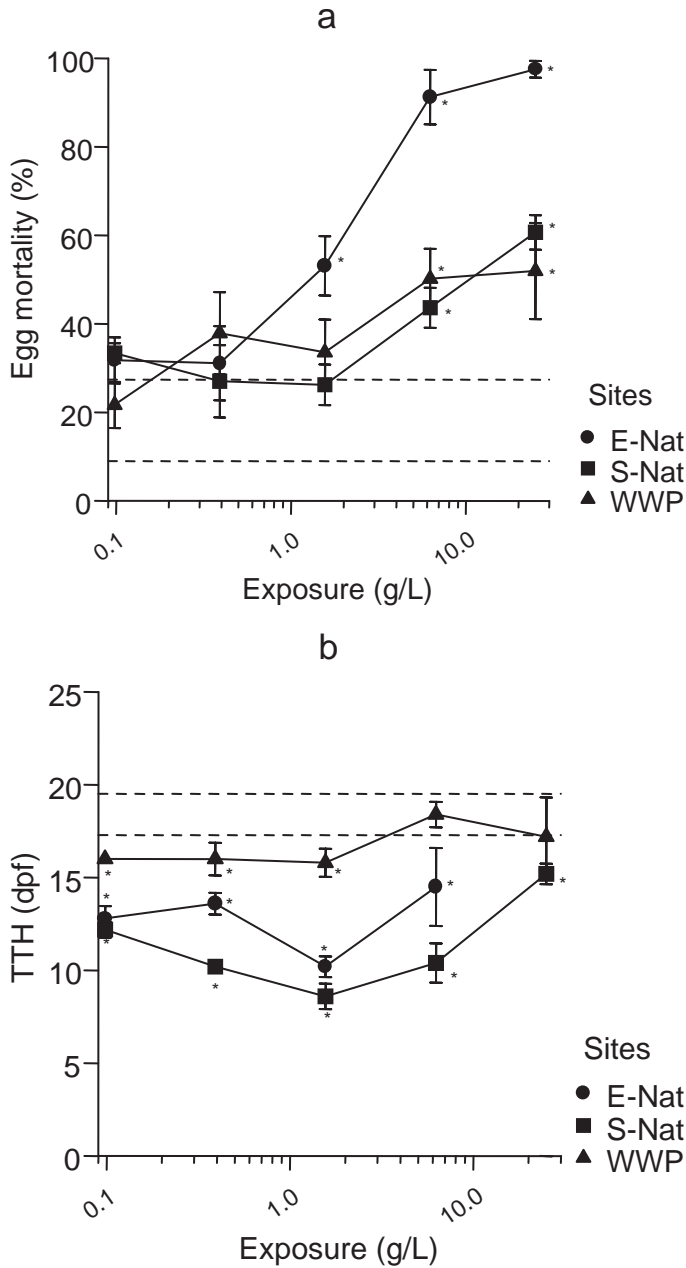 a
Egg mortality (%)
100
80
60
40
20
0
0.1
1.0
10.0
Exposure (g/L)
Sites
E-Nat
S-Nat
WWP
* * * * * * *
b
TTH (dpf)
25
20
15
10
5
0
0.1
1.0
10.0
Exposure (g/L)
Sites
E-Nat
S-Nat
WWP
* * * * * * * * * * * *